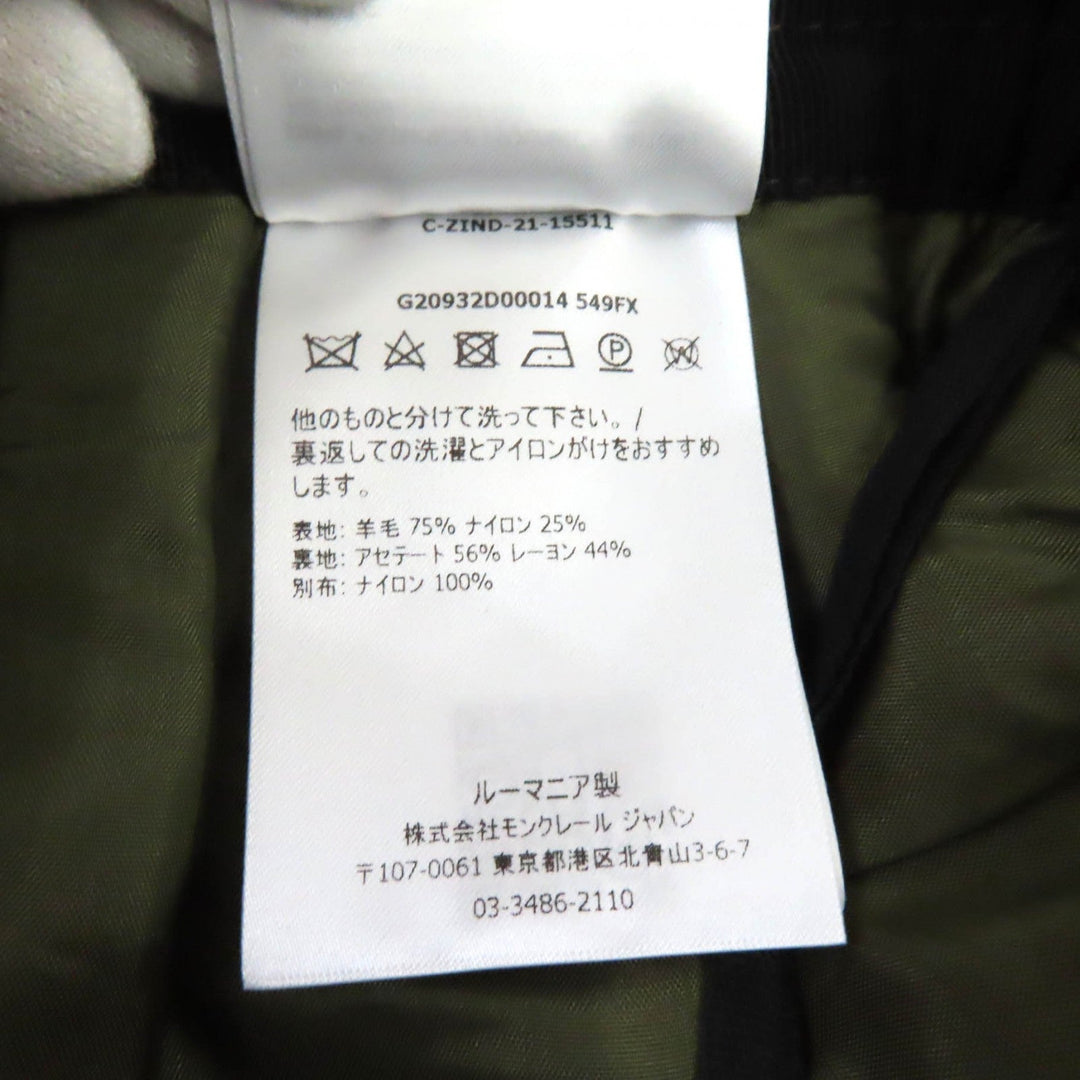 C-ZIND-21-15511
G20932D00014 549FX
P
W
他のものと分けて洗って下さい。/
裏返しての洗濯とアイロンがけをおすすめ
します。
表地: 羊毛 75% ナイロン 25%
裏地: アセテート 56% レーヨン 44%
別布: ナイロン 100%
ルーマニア製
株式会社モンクレール ジャパン
〒107-0061 東京都港区北青山3-6-7
03-3486-2110